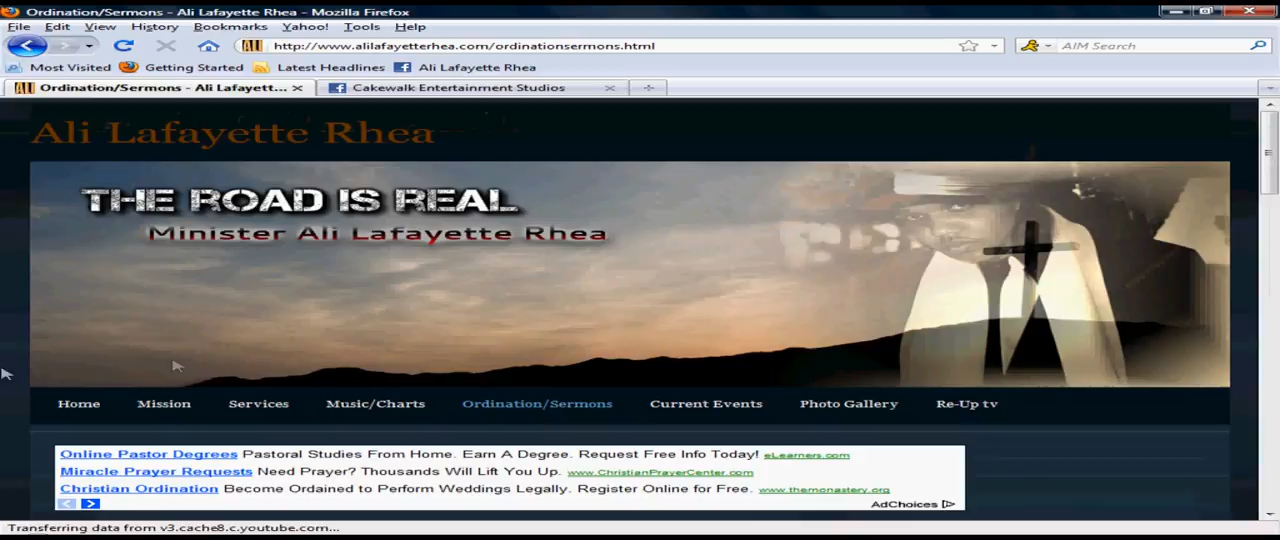 Ordination/Sermons - Ali Lafayette Rhea - Mozilla Firefox
File Edit View History Bookmarks Yahoo! Tools Help
http://www.alilafayetterhea.com/ordinationsermons.html AIM Search
Most Visited Getting Started Latest Headlines Ali Lafayette Rhea
Ordination/Sermons - Ali Lafayett... Cakewalk Entertainment Studios
Ali Lafayette Rhea
THE ROAD IS REAL
Minister Ali Lafayette Rhea
Home Mission Services Music/Charts Ordination/Sermons Current Events Photo Gallery Re-Up tv
Online Pastor Degrees Pastoral Studies From Home. Earn A Degree. Request Free Info Today! eLearners.com
Miracle Prayer Requests Need Prayer? Thousands Will Lift You Up. www.ChristianPrayerCenter.com
Christian Ordination Become Ordained to Perform Weddings Legally. Register Online for Free. www.themonastery.org
AdChoices
Transferring data from v3.cache8.c.youtube.com...